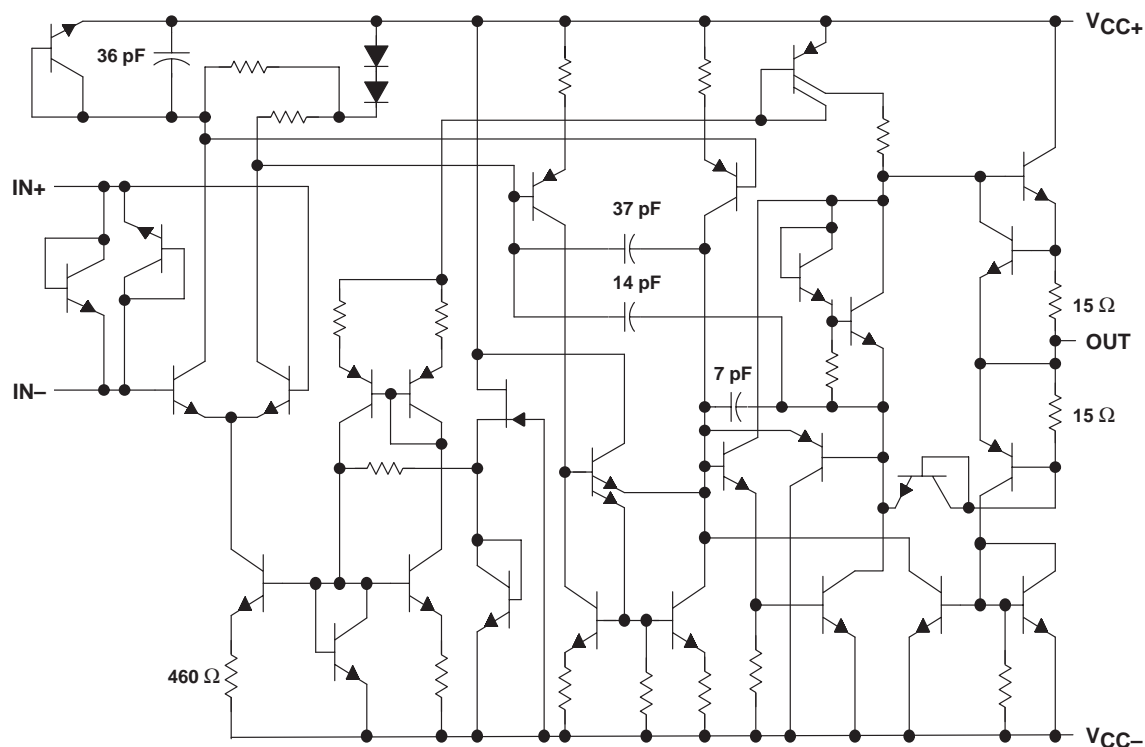 VCC+
36 pF
IN+
37 pF
14 pF
15 Ω
OUT
IN–
7 pF
15 Ω
460 Ω
VCC–